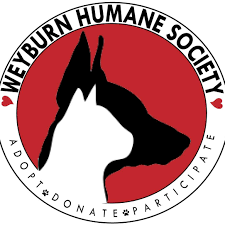 WEYBURN HUMANE SOCIETY
ADOPT DONATE PARTICIPATE